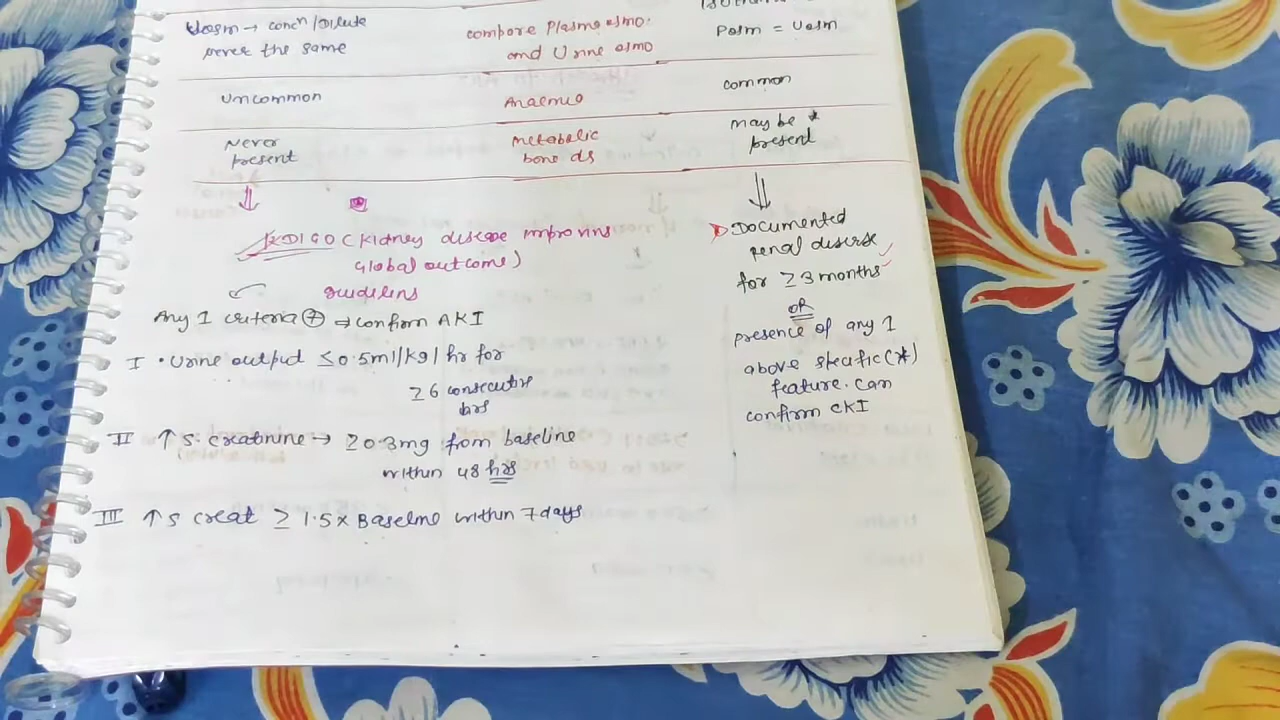 Uosm → concⁿ/Dilute
never the same
compare Plasma osmo.
and Urine osmo
Posm = Uosm
Uncommon
Anaemia
common
Never
present
metabolic
bone ds
may be *
present
KDIGO (kidney disease improving
Global outcome)
guidelins
Any 1 criteria (+) ⇒ confirm AKI
I • Urine output ≤0.5ml/kg/hr for
≥6 consecutive
hrs
II ↑ s. creatinine → ≥0.3mg from baseline
within 48 hrs
III ↑ s creat ≥ 1.5x Baseline within 7 days
Documented
renal disease
for ≥3 months
OR
presence of any 1
above specific (*)
feature. can
confirm CKI